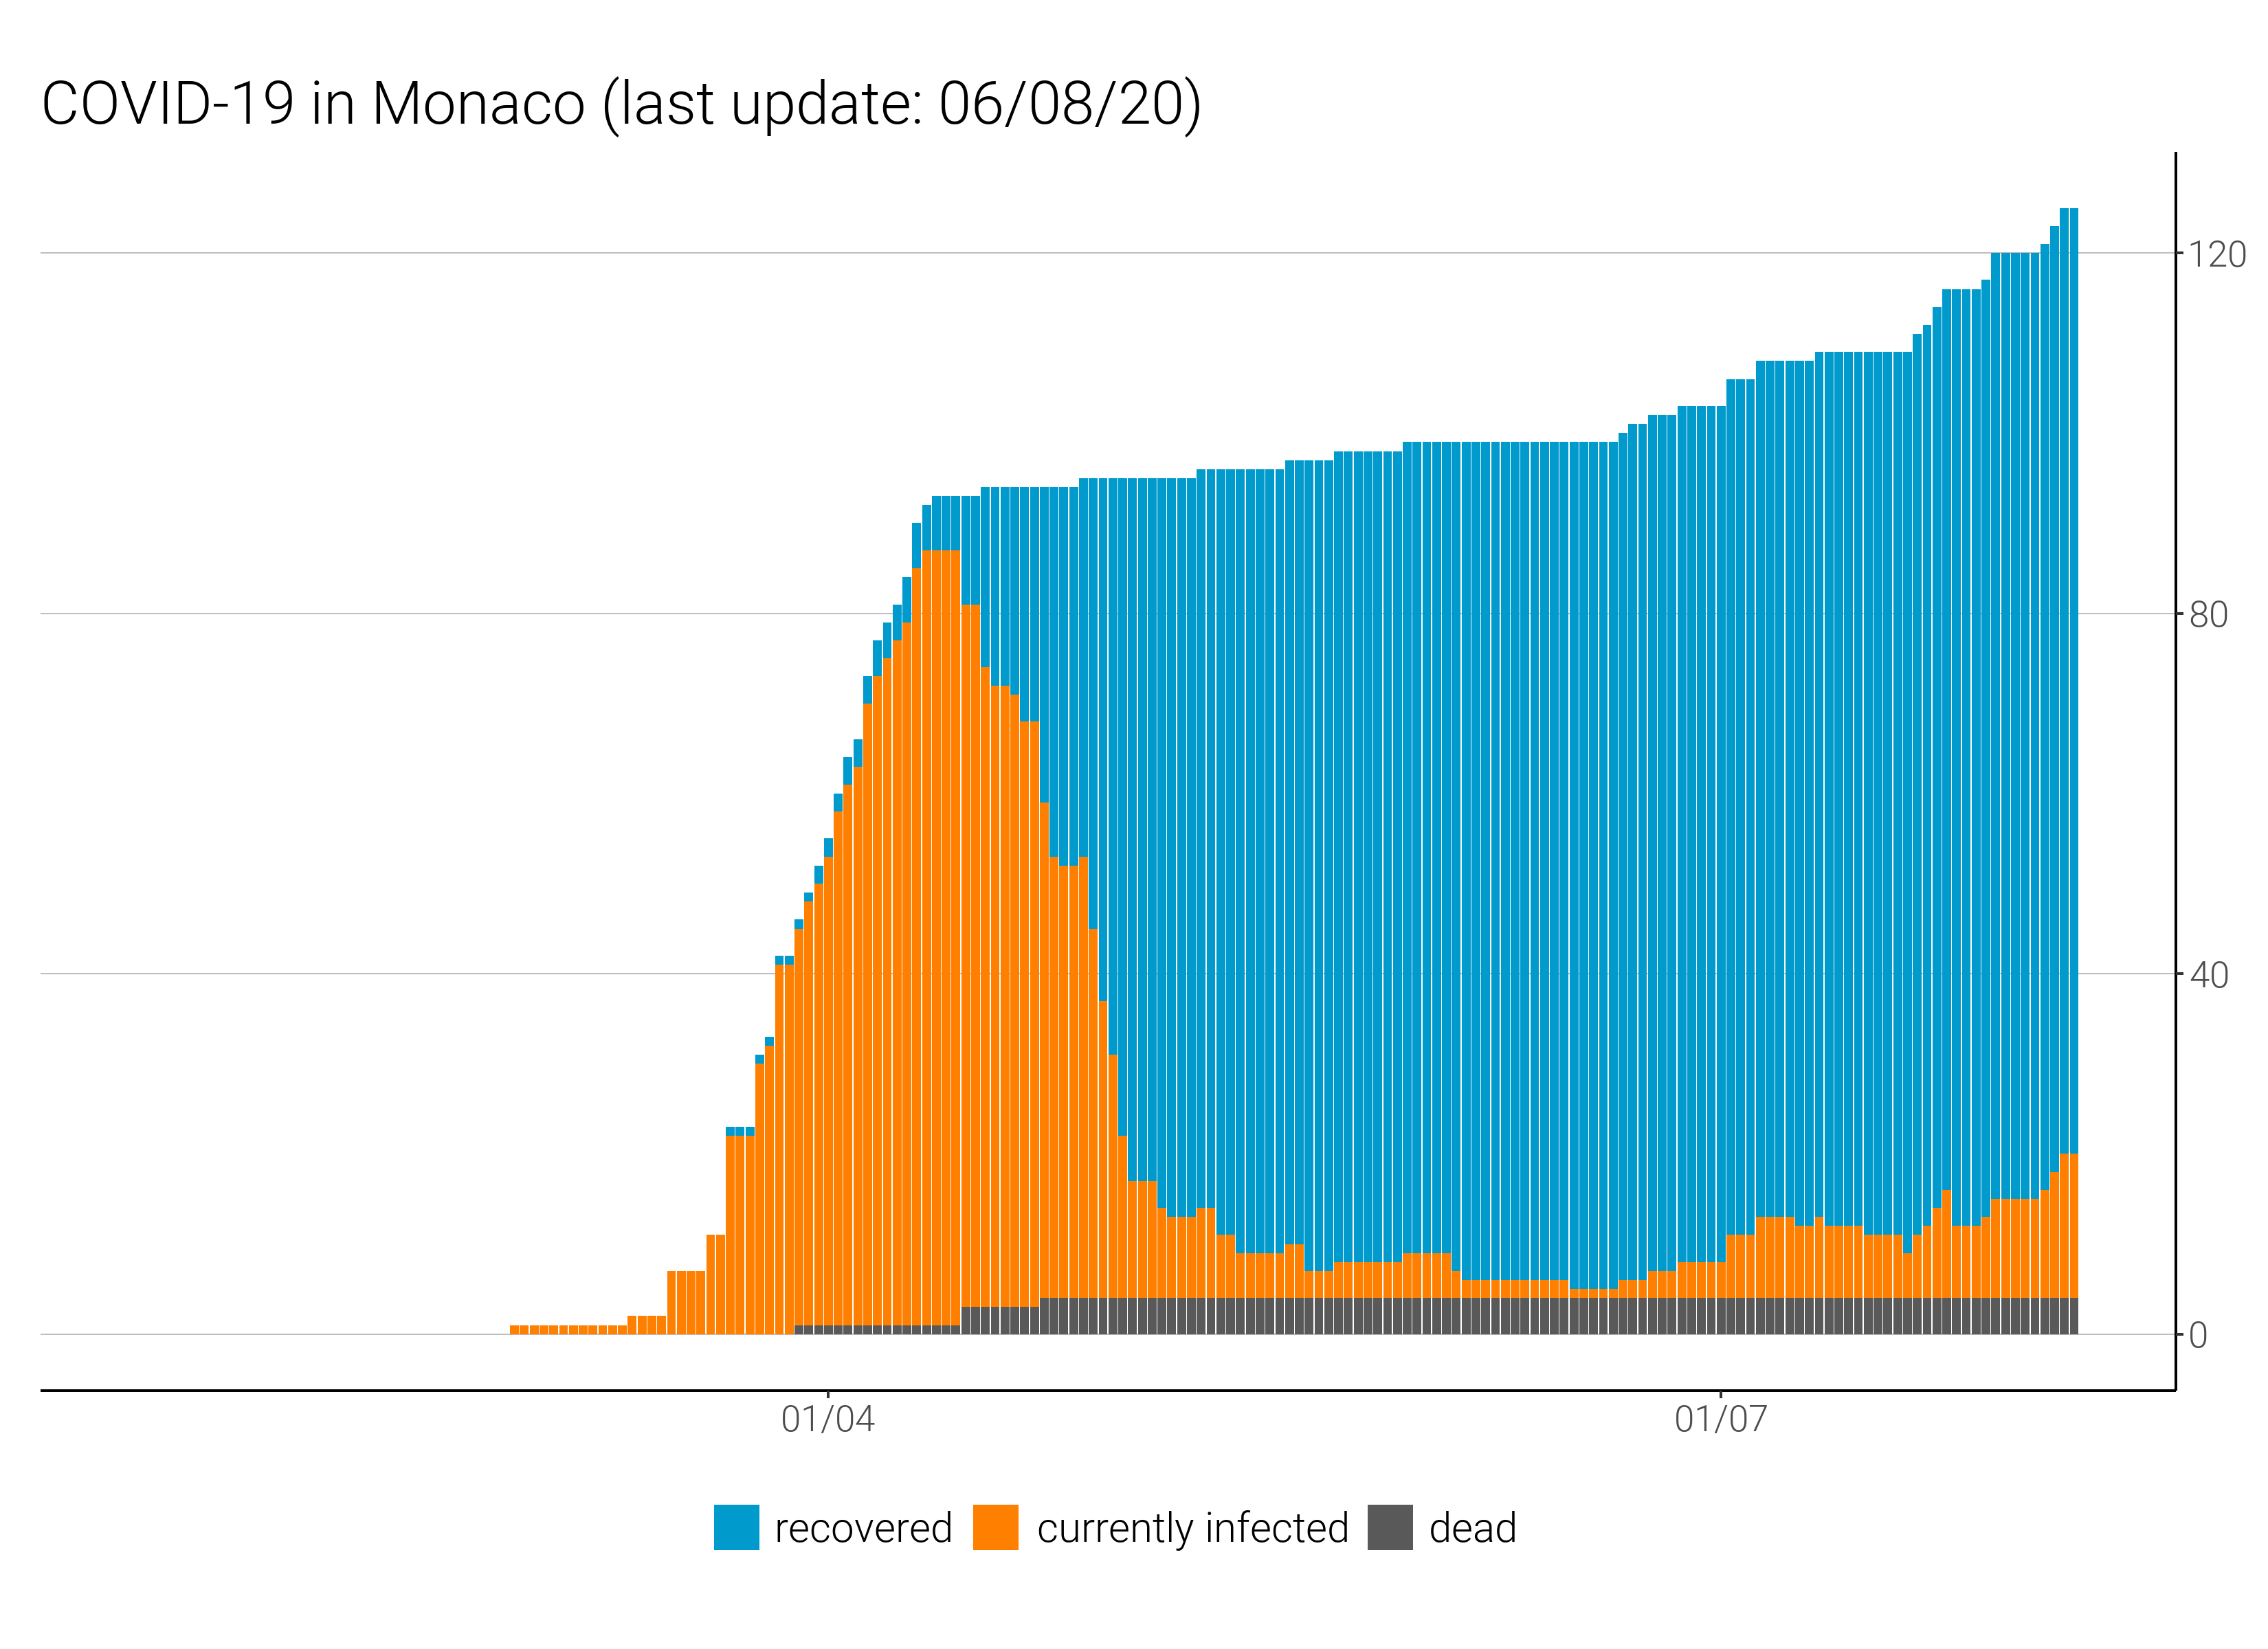 COVID-19 in Monaco (last update: 06/08/20)
120
80
40
0
01/04 01/07
recovered currently infected dead